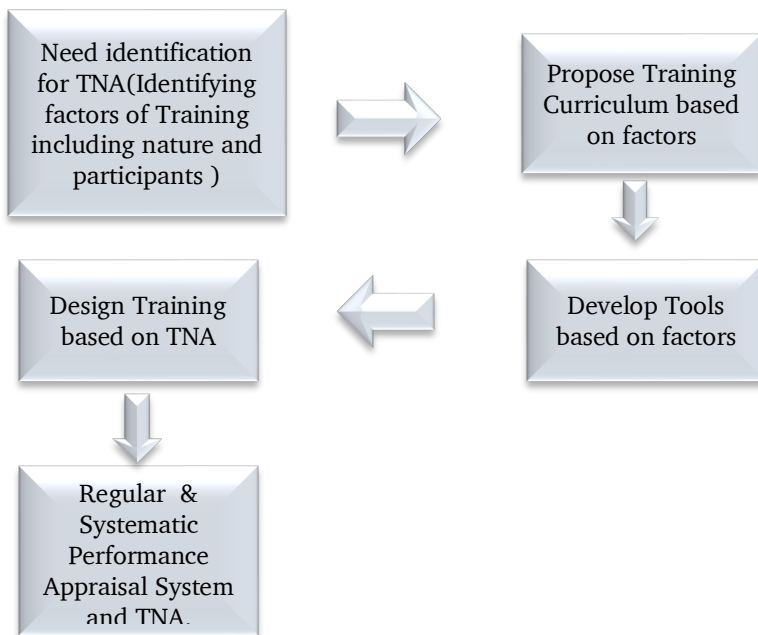 Need identification
for TNA(Identifying
factors of Training
including nature and
participants )
Propose Training
Curriculum based
on factors
Develop Tools
based on factors
Design Training
based on TNA
Regular &
Systematic
Performance
Appraisal System
and TNA.